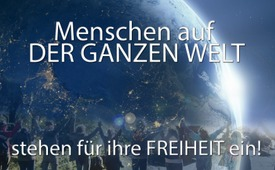 Menschen auf
DER GANZEN WELT
stehen für ihre FREIHEIT ein!